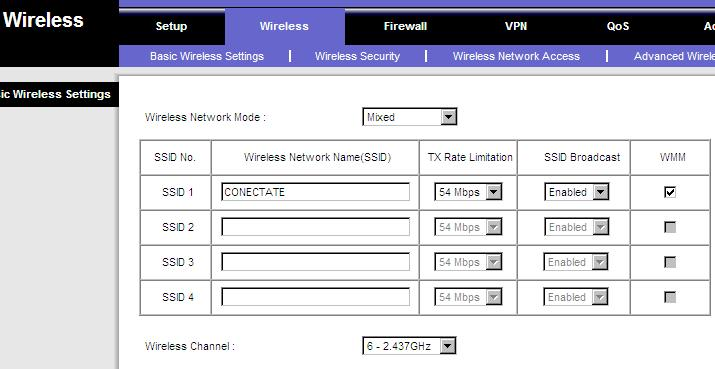 Wireless
Setup Wireless Firewall VPN QoS
Basic Wireless Settings | Wireless Security | Wireless Network Access | Advanced
Wireless Settings
Wireless Network Mode : Mixed
SSID No. Wireless Network Name(SSID) TX Rate Limitation SSID Broadcast WMM
SSID 1 CONECTATE 54 Mbps Enabled
SSID 2 54 Mbps Enabled
SSID 3 54 Mbps Enabled
SSID 4 54 Mbps Enabled
Wireless Channel : 6 - 2.437GHz